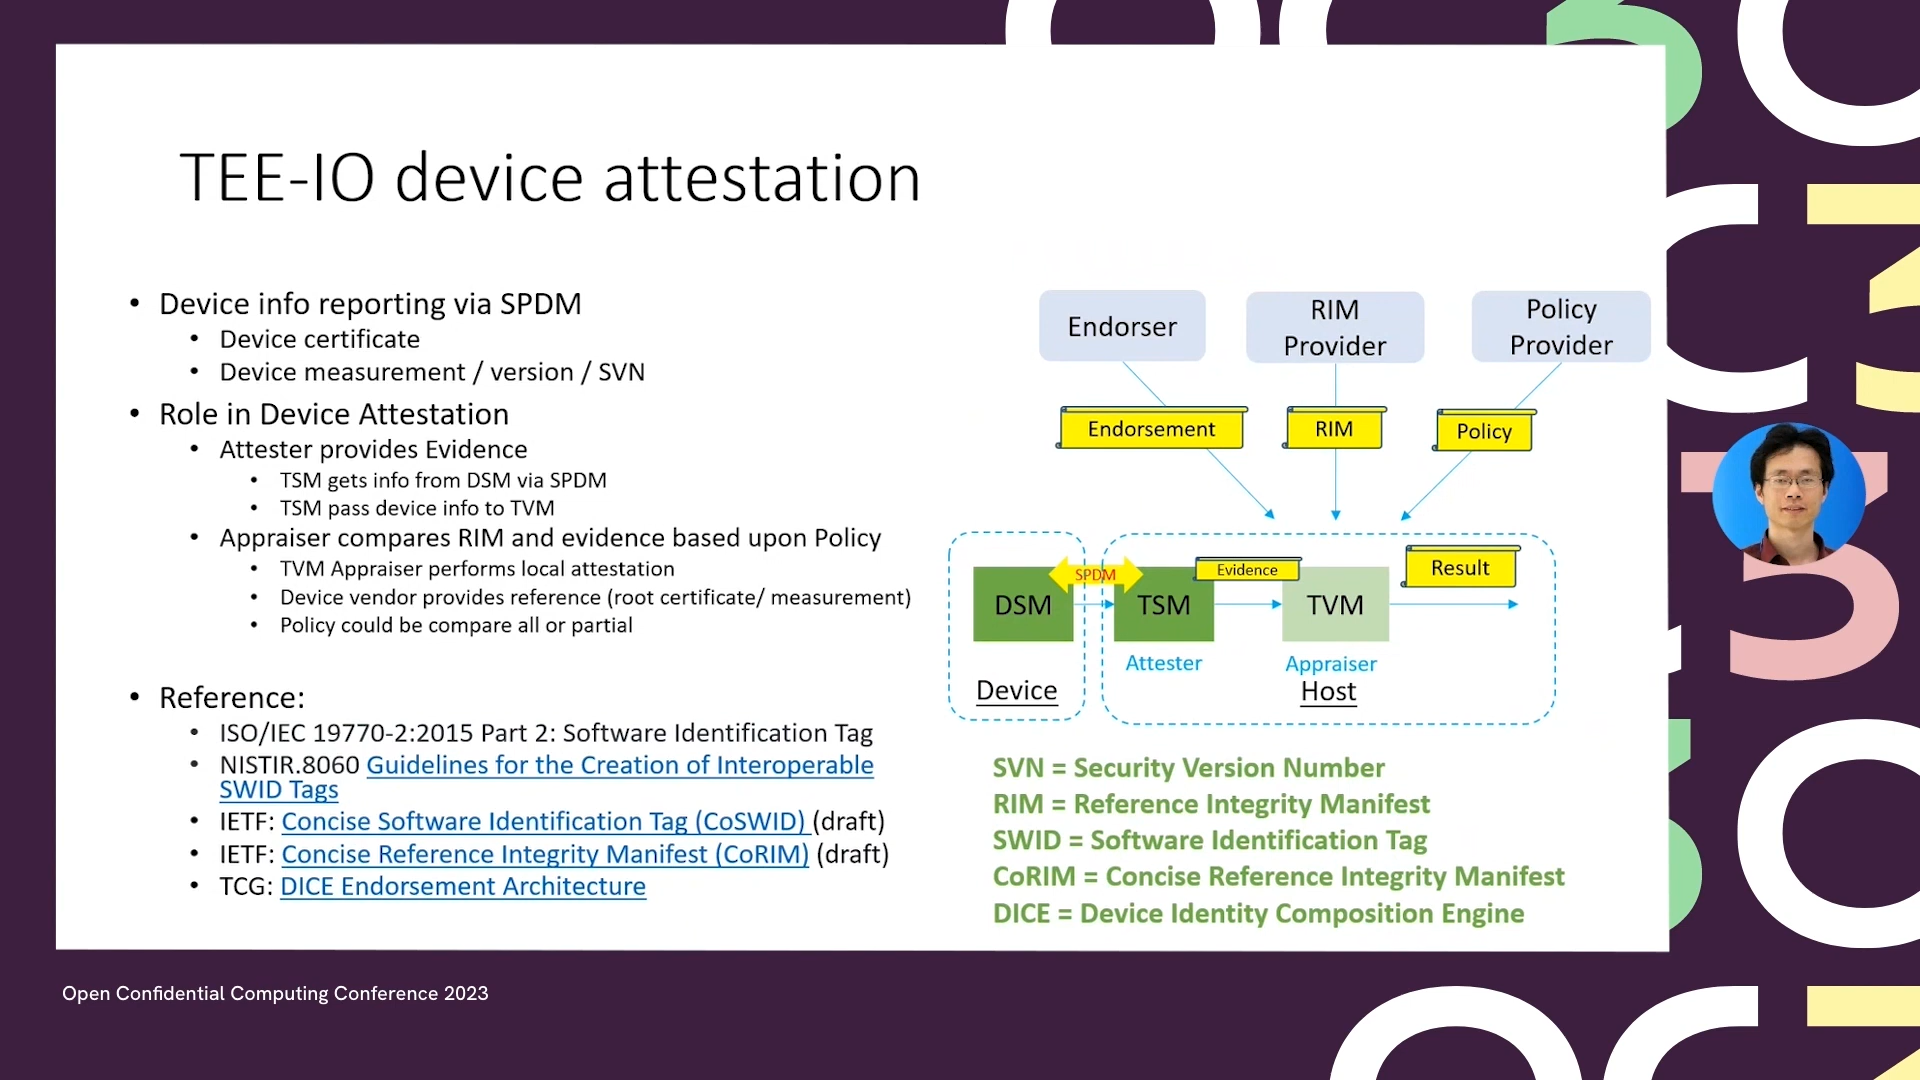 TEE-IO device attestation
• Device info reporting via SPDM
• Device certificate
• Device measurement / version / SVN
• Role in Device Attestation
• Attester provides Evidence
• TSM gets info from DSM via SPDM
• TSM pass device info to TVM
• Appraiser compares RIM and evidence based upon Policy
• TVM Appraiser performs local attestation
• Device vendor provides reference (root certificate/ measurement)
• Policy could be compare all or partial
• Reference:
• ISO/IEC 19770-2:2015 Part 2: Software Identification Tag
• NISTIR.8060 Guidelines for the Creation of Interoperable
SWID Tags
• IETF: Concise Software Identification Tag (CoSWID) (draft)
• IETF: Concise Reference Integrity Manifest (CoRIM) (draft)
• TCG: DICE Endorsement Architecture
Endorser
RIM
Provider
Policy
Provider
Endorsement
RIM
Policy
SPDM
Evidence
Result
DSM
TSM
TVM
Attester
Appraiser
Device
Host
SVN = Security Version Number
RIM = Reference Integrity Manifest
SWID = Software Identification Tag
CoRIM = Concise Reference Integrity Manifest
DICE = Device Identity Composition Engine
Open Confidential Computing Conference 2023